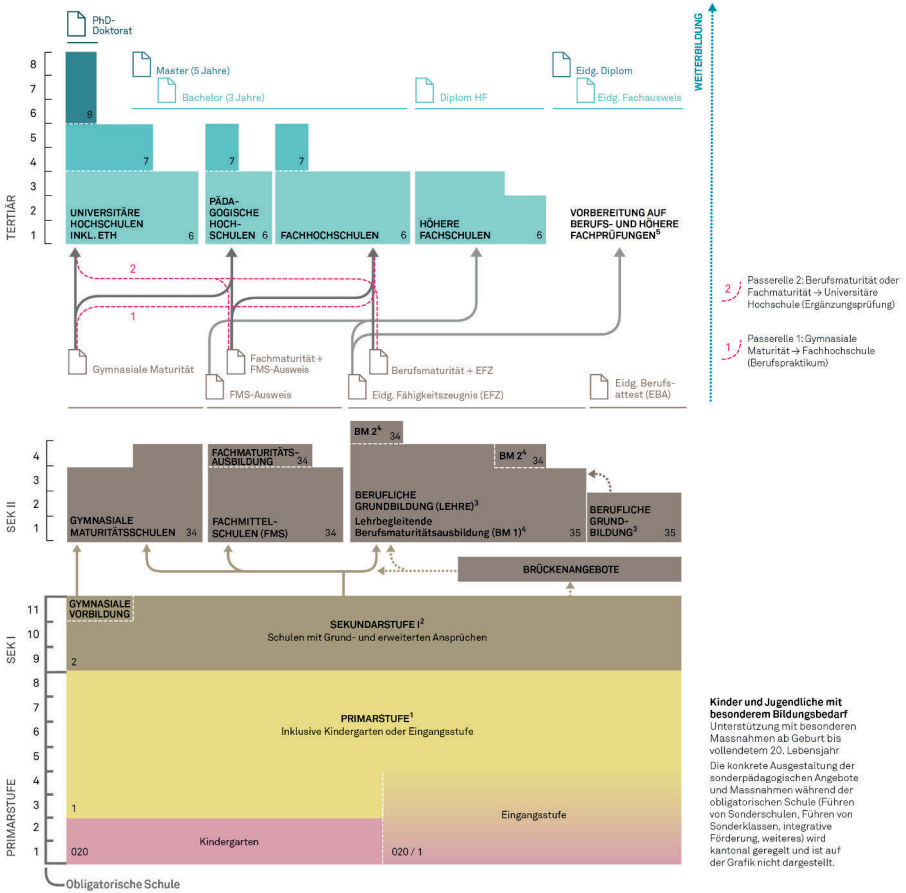 PhD-
Doktorat
Master (5 Jahre)
Bachelor (3 Jahre)
Diplom HF
Eidg. Diplom
Eidg. Fachausweis
WEITERBILDUNG
TERTIÄR
8
7
6
5
4
3
2
1
8
7
7
7
UNIVERSITÄRE
HOCHSCHULEN
INKL. ETH
6
PÄDA-
GOGISCHE
HOCH-
SCHULEN
6
FACHHOCHSCHULEN
6
HÖHERE
FACHSCHULEN
6
VORBEREITUNG AUF
BERUFS- UND HÖHERE
FACHPRÜFUNGEN⁵
2
1
2
Passerelle 2: Berufsmaturität oder
Fachmaturität → Universitäre
Hochschule (Ergänzungsprüfung)
1
Passerelle 1: Gymnasiale
Maturität → Fachhochschule
(Berufspraktikum)
Gymnasiale Maturität
Fachmaturität +
FMS-Ausweis
Berufsmaturität + EFZ
FMS-Ausweis
Eidg. Fähigkeitszeugnis (EFZ)
Eidg. Berufs-
attest (EBA)
SEK II
4
3
2
1
GYMNASIALE
MATURITÄTSSCHULEN
34
FACHMATURITÄTS-
AUSBILDUNG
34
FACHMITTEL-
SCHULEN (FMS)
34
BM 2⁴
34
BM 2⁴
34
BERUFLICHE
GRUNDBILDUNG (LEHRE)³
Lehrbegleitende
Berufsmaturitätsausbildung (BM 1)⁴
35
BERUFLICHE
GRUND-
BILDUNG³
35
BRÜCKENANGEBOTE
SEK I
11
10
9
GYMNASIALE
VORBILDUNG
SEKUNDARSTUFE I²
Schulen mit Grund- und erweiterten Ansprüchen
2
PRIMARSTUFE
8
7
6
5
4
3
2
1
PRIMARSTUFE¹
Inklusive Kindergarten oder Eingangsstufe
1
Kindergarten
020
Eingangsstufe
020 / 1
Obligatorische Schule
Kinder und Jugendliche mit
besonderem Bildungsbedarf
Unterstützung mit besonderen
Massnahmen ab Geburt bis
vollendetem 20. Lebensjahr
Die konkrete Ausgestaltung der
sonderpädagogischen Angebote
und Massnahmen während der
obligatorischen Schule (Führen
von Sonderschulen, Führen von
Sonderklassen, integrative
Förderung, weiteres) wird
kantonal geregelt und ist auf
der Grafik nicht dargestellt.